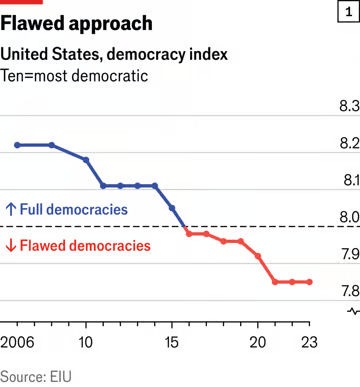 1
Flawed approach
United States, democracy index
Ten=most democratic
8.3
8.2
8.1
↑ Full democracies
8.0
↓ Flawed democracies
7.9
7.8
2006 10 15 20 23
Source: EIU